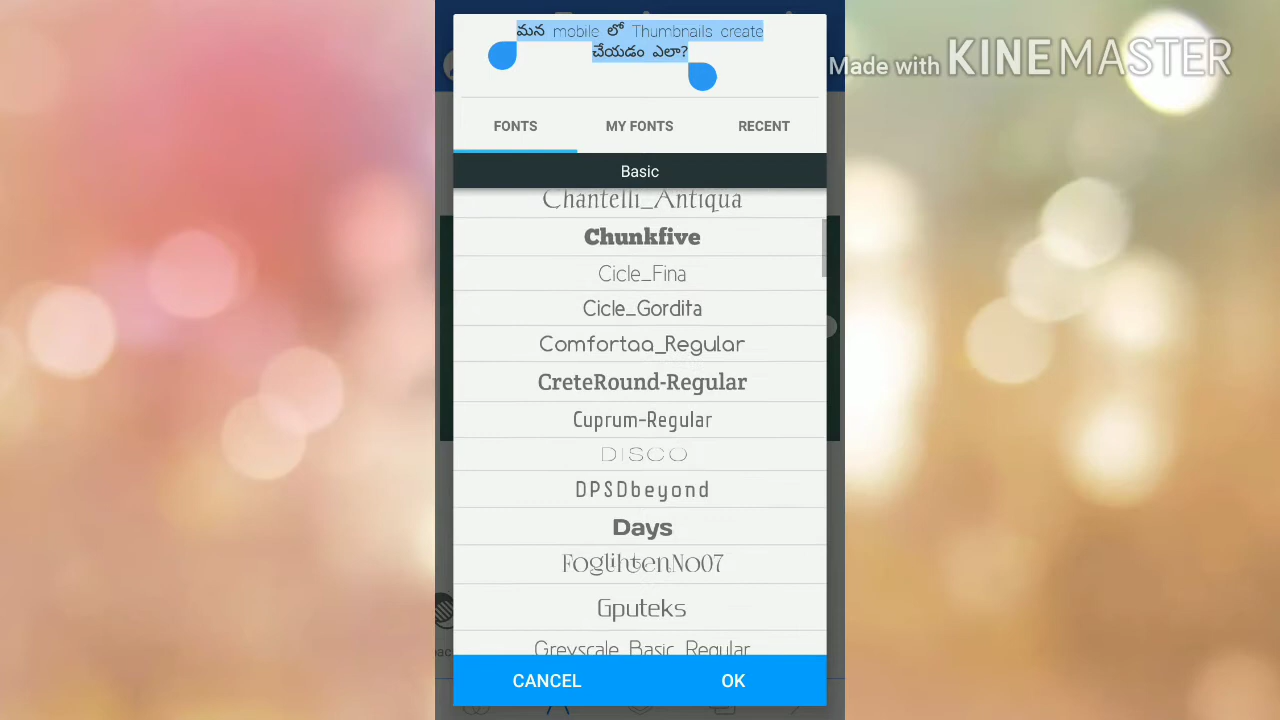 మన mobile లో Thumbnails create
చేయడం ఎలా?
Made with KINEMASTER
FONTS MY FONTS RECENT
Basic
Chantelli_Antiqua
Chunkfive
Cicle_Fina
Cicle_Gordita
Comfortaa_Regular
CreteRound-Regular
Cuprum-Regular
DISCO
DPSDbeyond
Days
FoglihtenNo07
Gputeks
Greyscale_Basic_Regular
CANCEL OK